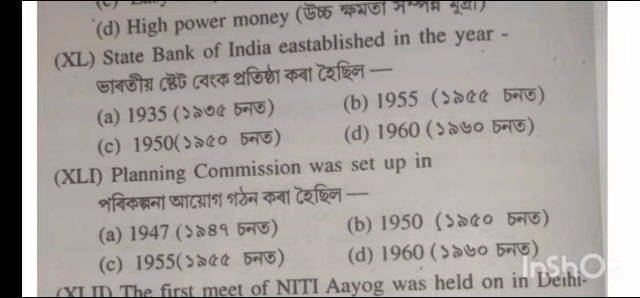 (d) High power money (উচ্চ ক্ষমতা সম্পন্ন মুদ্ৰা)
(XL) State Bank of India eastablished in the year -
ভাৰতীয় ষ্টেট বেংক প্ৰতিষ্ঠা কৰা হৈছিল —
(a) 1935 (১৯৩৫ চনত) (b) 1955 (১৯৫৫ চনত)
(c) 1950(১৯৫০ চনত) (d) 1960 (১৯৬০ চনত)
(XLI) Planning Commission was set up in
পৰিকল্পনা আয়োগ গঠন কৰা হৈছিল —
(a) 1947 (১৯৪৭ চনত) (b) 1950 (১৯৫০ চনত)
(c) 1955(১৯৫৫ চনত) (d) 1960 (১৯৬০ চনত)
(XLII) The first meet of NITI Aayog was held on in Delhi-
InShO